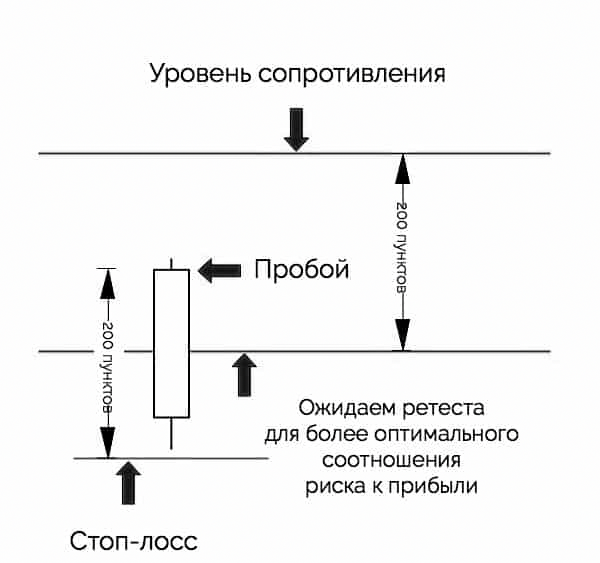 Уровень сопротивления
200 пунктов
Пробой
200 пунктов
Ожидаем ретеста
для более оптимального
соотношения
риска к прибыли
Стоп-лосс